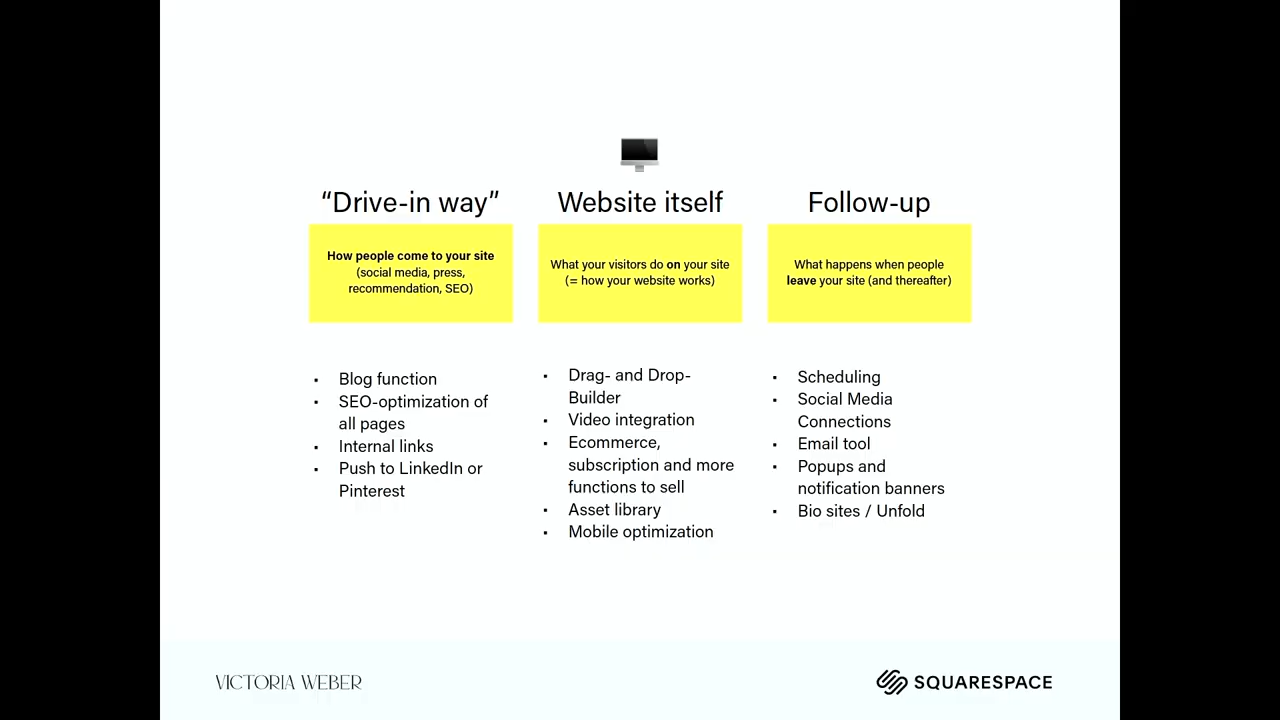 “Drive-in way”
How people come to your site
(social media, press,
recommendation, SEO)
▪ Blog function
▪ SEO-optimization of
all pages
▪ Internal links
▪ Push to LinkedIn or
Pinterest
Website itself
What your visitors do on your site
(= how your website works)
▪ Drag- and Drop-
Builder
▪ Video integration
▪ Ecommerce,
subscription and more
functions to sell
▪ Asset library
▪ Mobile optimization
Follow-up
What happens when people
leave your site (and thereafter)
▪ Scheduling
▪ Social Media
Connections
▪ Email tool
▪ Popups and
notification banners
▪ Bio sites / Unfold
VICTORIA WEBER
SQUARESPACE